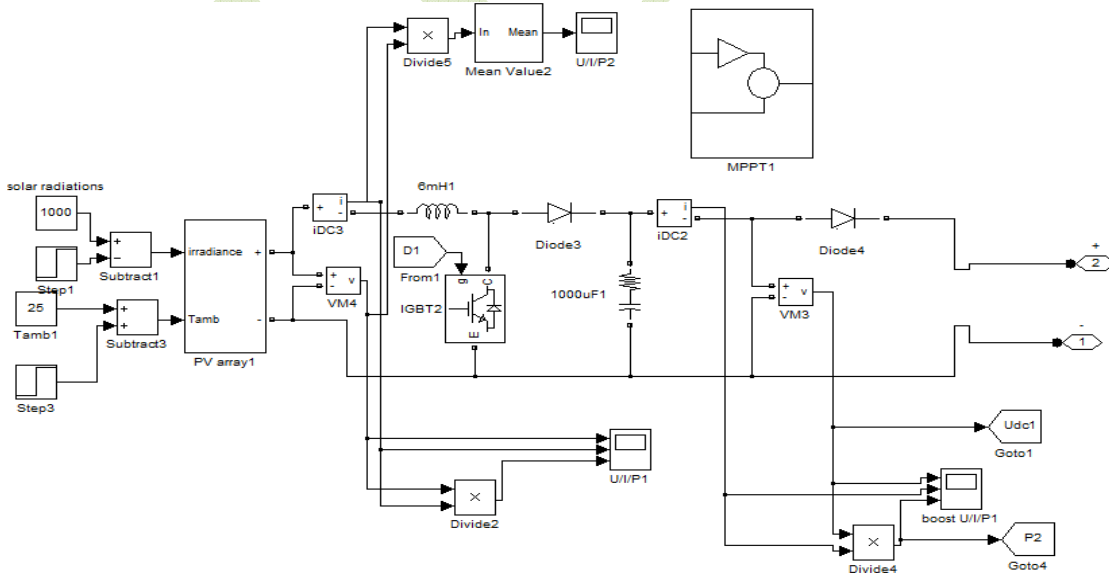 In Mean
Divide5
Mean Value2
U/I/P2
MPPT1
solar radiations
1000
+
−
Subtract1
Step1
25
Tamb1
+
+
Subtract3
Step3
irradiance +
Tamb -
PV array1
+ i -
iDC3
+ - v
VM4
6mH1
D1
From1
g C
E
IGBT2
Diode3
1000uF1
+ i -
iDC2
+ - v
VM3
Diode4
+
2
-
1
U/I/P1
Divide2
Udc1
Goto1
boost U/I/P1
Divide4
P2
Goto4